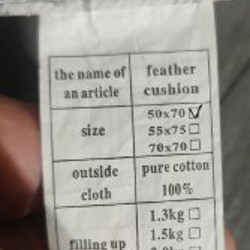 the name of
an article
feather
cushion
size
50x70 ☑
55x75 ☐
70x70 ☐
outside
cloth
pure cotton
100%
filling up
1.3kg ☐
1.5kg ☐